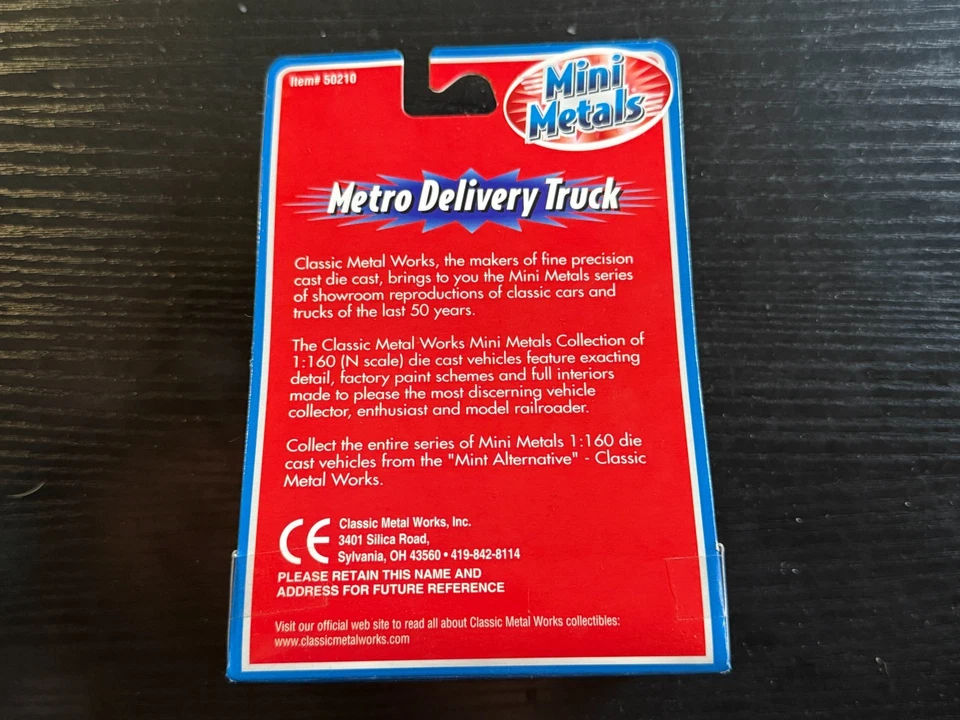 Item# 50210
Mini
Metals
Metro Delivery Truck
Classic Metal Works, the makers of fine precision
cast die cast, brings to you the Mini Metals series
of showroom reproductions of classic cars and
trucks of the last 50 years.
The Classic Metal Works Mini Metals Collection of
1:160 (N scale) die cast vehicles feature exacting
detail, factory paint schemes and full interiors
made to please the most discerning vehicle
collector, enthusiast and model railroader.
Collect the entire series of Mini Metals 1:160 die
cast vehicles from the "Mint Alternative" - Classic
Metal Works.
CE
Classic Metal Works, Inc.
3401 Silica Road,
Sylvania, OH 43560 • 419-842-8114
PLEASE RETAIN THIS NAME AND
ADDRESS FOR FUTURE REFERENCE
Visit our official web site to read all about Classic Metal Works collectibles:
www.classicmetalworks.com